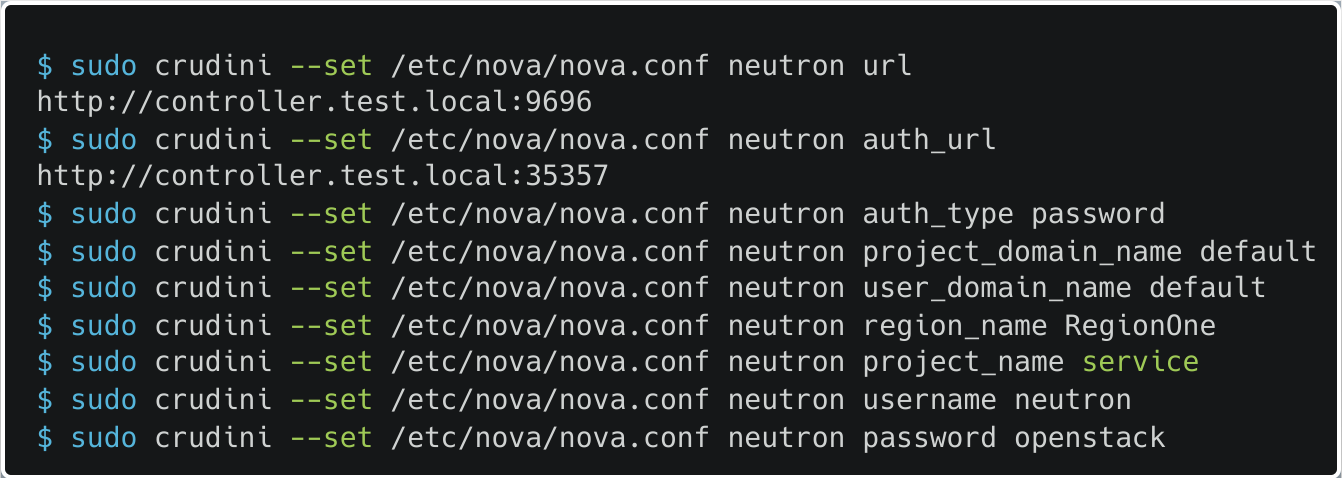 $ sudo crudini --set /etc/nova/nova.conf neutron url
http://controller.test.local:9696
$ sudo crudini --set /etc/nova/nova.conf neutron auth_url
http://controller.test.local:35357
$ sudo crudini --set /etc/nova/nova.conf neutron auth_type password
$ sudo crudini --set /etc/nova/nova.conf neutron project_domain_name default
$ sudo crudini --set /etc/nova/nova.conf neutron user_domain_name default
$ sudo crudini --set /etc/nova/nova.conf neutron region_name RegionOne
$ sudo crudini --set /etc/nova/nova.conf neutron project_name service
$ sudo crudini --set /etc/nova/nova.conf neutron username neutron
$ sudo crudini --set /etc/nova/nova.conf neutron password openstack